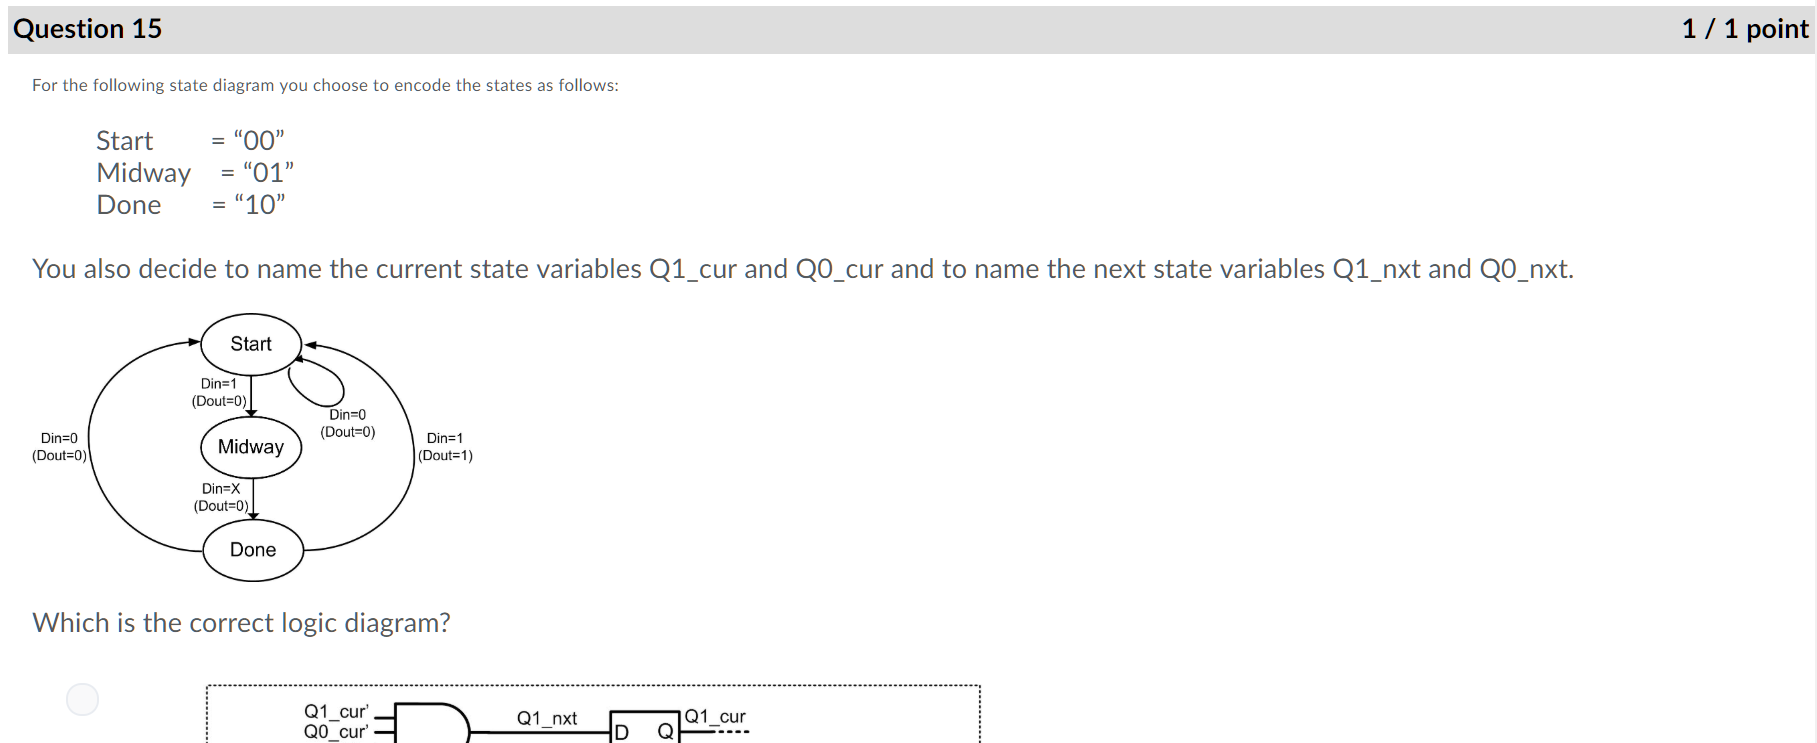 Question 15
1 / 1 point
For the following state diagram you choose to encode the states as follows:
Start = “00”
Midway = “01”
Done = “10”
You also decide to name the current state variables Q1_cur and Q0_cur and to name the next state variables Q1_nxt and Q0_nxt.
Start
Din=1
(Dout=0)
Din=0
(Dout=0)
Din=0
(Dout=0)
Midway
Din=1
(Dout=1)
Din=X
(Dout=0)
Done
Which is the correct logic diagram?
Q1_cur'
Q0_cur'
Q1_nxt
D Q
Q1_cur